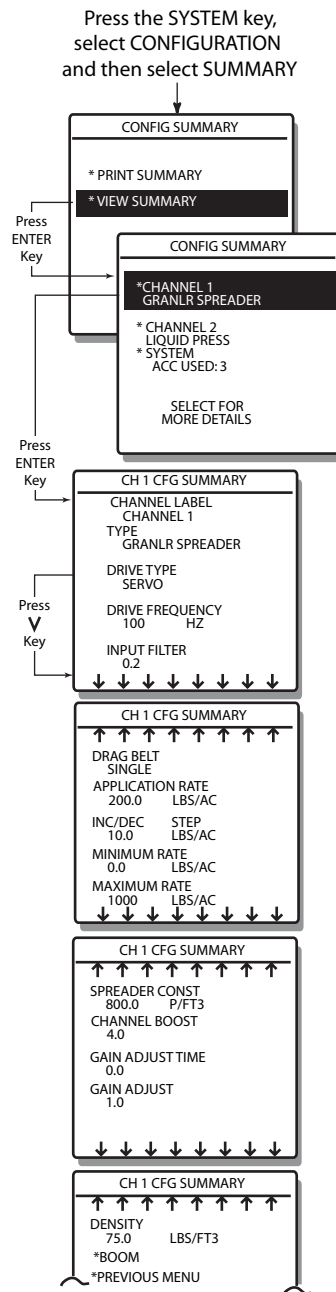 Press the SYSTEM key,
select CONFIGURATION
and then select SUMMARY
CONFIG SUMMARY
* PRINT SUMMARY
* VIEW SUMMARY
Press
ENTER
Key
CONFIG SUMMARY
*CHANNEL 1
GRANLR SPREADER
* CHANNEL 2
LIQUID PRESS
* SYSTEM
ACC USED: 3
SELECT FOR
MORE DETAILS
Press
ENTER
Key
CH 1 CFG SUMMARY
CHANNEL LABEL
CHANNEL 1
TYPE
GRANLR SPREADER
DRIVE TYPE
SERVO
DRIVE FREQUENCY
100 HZ
INPUT FILTER
0.2
Press
V
Key
CH 1 CFG SUMMARY
DRAG BELT
SINGLE
APPLICATION RATE
200.0 LBS/AC
INC/DEC STEP
10.0 LBS/AC
MINIMUM RATE
0.0 LBS/AC
MAXIMUM RATE
1000 LBS/AC
CH 1 CFG SUMMARY
SPREADER CONST
800.0 P/FT3
CHANNEL BOOST
4.0
GAIN ADJUST TIME
0.0
GAIN ADJUST
1.0
CH 1 CFG SUMMARY
DENSITY
75.0 LBS/FT3
*BOOM
*PREVIOUS MENU